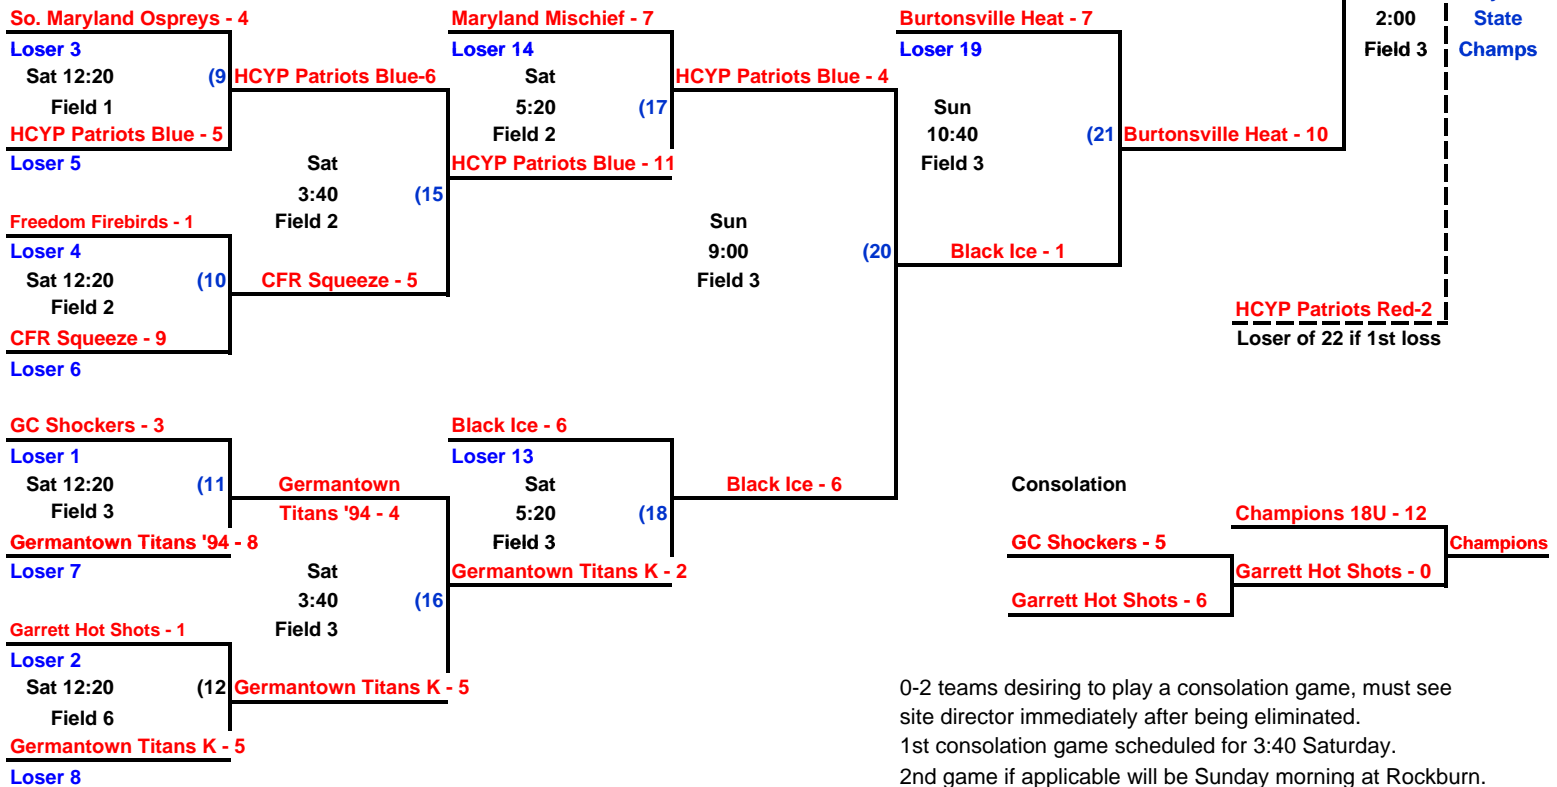 So. Maryland Ospreys - 4
Loser 3
Sat 12:20
(9
Field 1
HCYP Patriots Blue - 5
Loser 5
HCYP Patriots Blue-6
Sat
3:40
(15
Field 2
Freedom Firebirds - 1
Loser 4
Sat 12:20
(10
Field 2
CFR Squeeze - 9
Loser 6
CFR Squeeze - 5
Maryland Mischief - 7
Loser 14
Sat
5:20
(17
Field 2
HCYP Patriots Blue - 11
HCYP Patriots Blue - 4
Sun
9:00
(20
Field 3
Burtonsville Heat - 7
Loser 19
Sun
10:40
(21
Field 3
Black Ice - 1
Burtonsville Heat - 10
2:00
Field 3
State
Champs
HCYP Patriots Red-2
Loser of 22 if 1st loss
GC Shockers - 3
Loser 1
Sat 12:20
(11
Field 3
Germantown Titans '94 - 8
Loser 7
Germantown
Titans '94 - 4
Sat
3:40
(16
Field 3
Garrett Hot Shots - 1
Loser 2
Sat 12:20
(12
Field 6
Germantown Titans K - 5
Loser 8
Germantown Titans K - 5
Black Ice - 6
Loser 13
Sat
5:20
(18
Field 3
Germantown Titans K - 2
Black Ice - 6
Consolation
Champions 18U - 12
GC Shockers - 5
Champions
Garrett Hot Shots - 0
Garrett Hot Shots - 6
0-2 teams desiring to play a consolation game, must see
site director immediately after being eliminated.
1st consolation game scheduled for 3:40 Saturday.
2nd game if applicable will be Sunday morning at Rockburn.